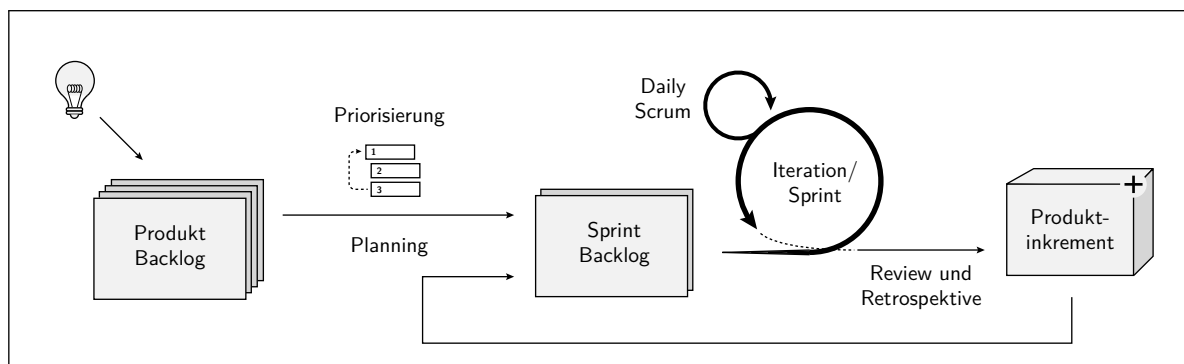 Priorisierung
1
2
3
Produkt
Backlog
Planning
Sprint
Backlog
Daily
Scrum
Iteration/
Sprint
Review und
Retrospektive
+
Produkt-
inkrement